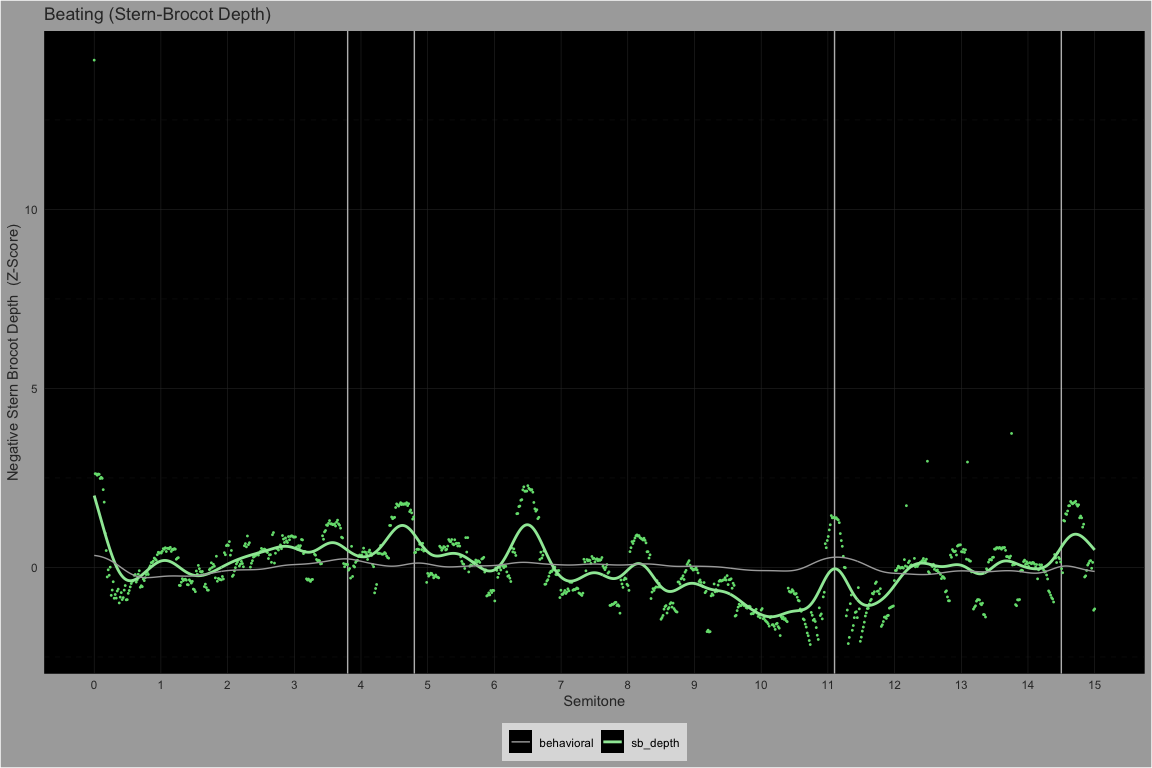 Beating (Stern-Brocot Depth)
Negative Stern Brocot Depth  (Z-Score)
10
5
0
0 1 2 3 4 5 6 7 8 9 10 11 12 13 14 15
Semitone
behavioral sb_depth